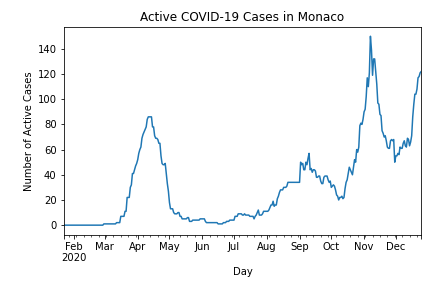 Active COVID-19 Cases in Monaco
Number of Active Cases
140
120
100
80
60
40
20
0
Feb Mar Apr May Jun Jul Aug Sep Oct Nov Dec
2020
Day